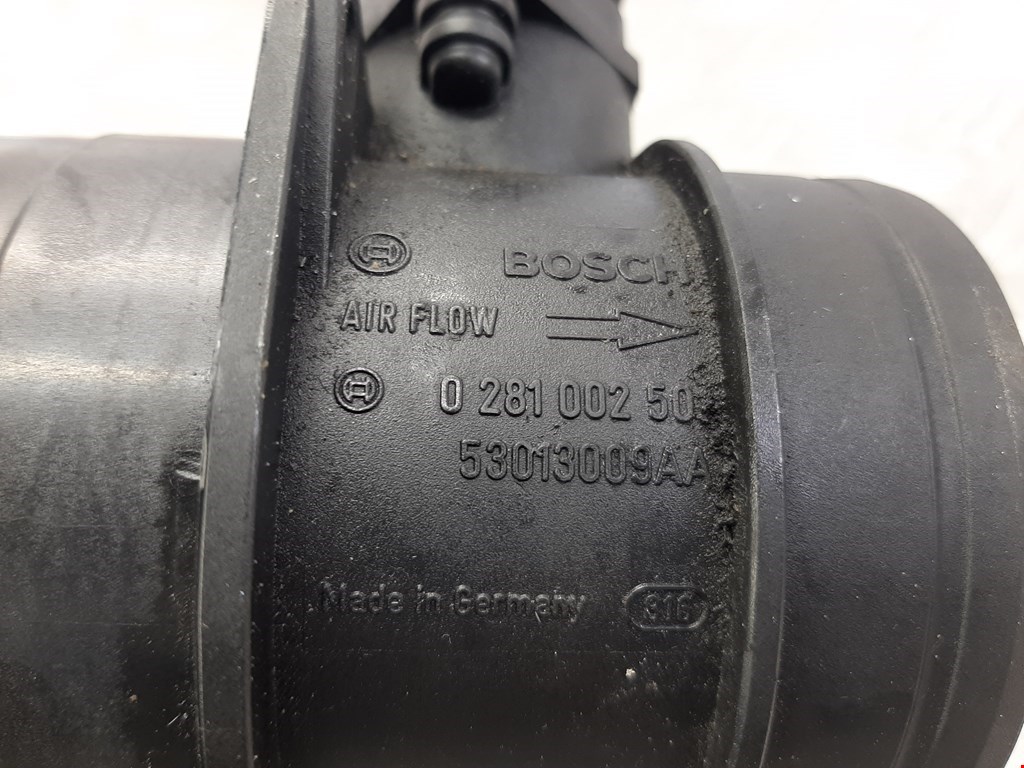 BOSCH
AIR FLOW
0 281 002 50
53013009AA
Made in Germany 316